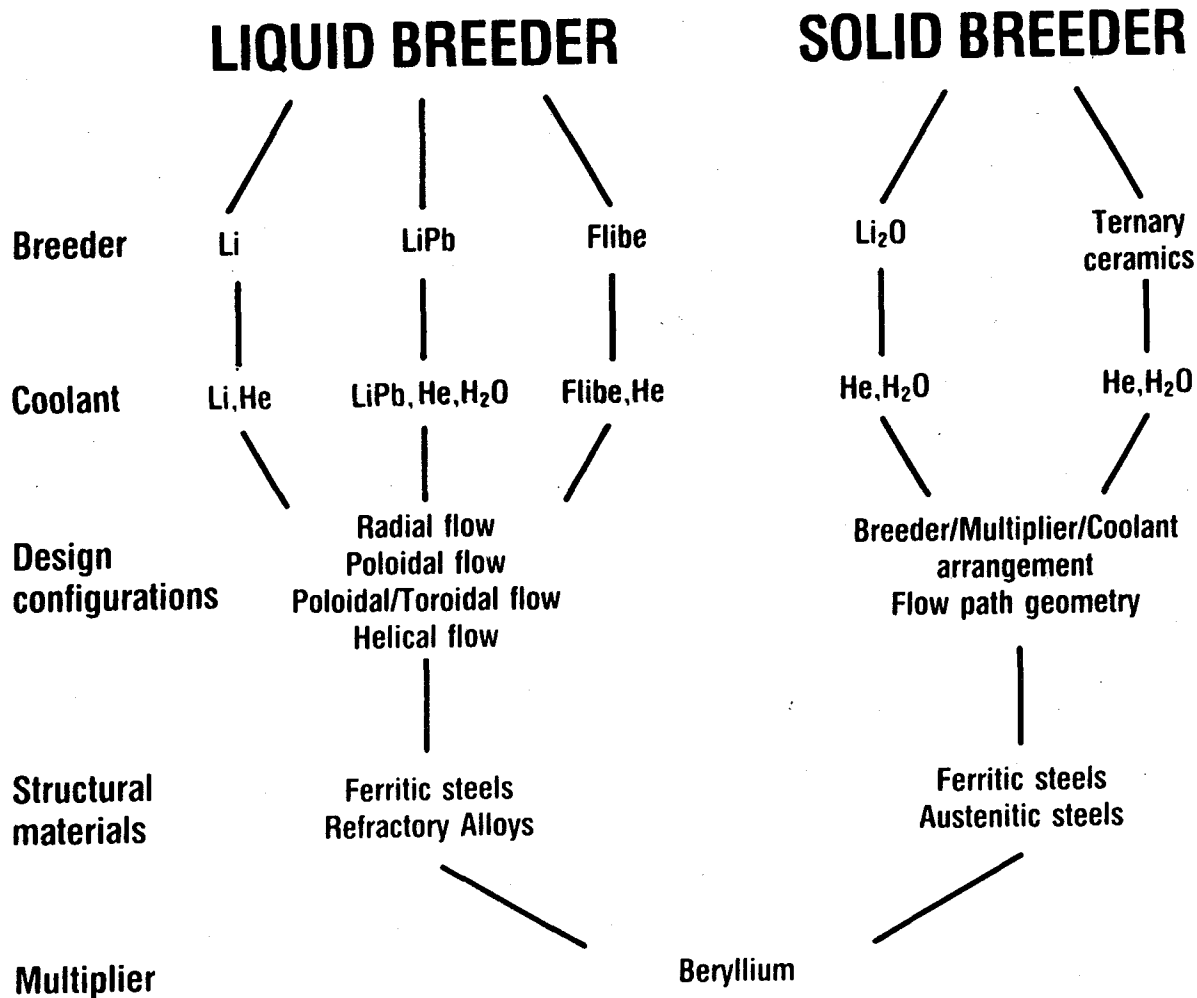 LIQUID BREEDER SOLID BREEDER
Breeder Li LiPb Flibe Li₂O Ternary
ceramics
Coolant Li,He LiPb,He,H₂O Flibe,He He,H₂O He,H₂O
Design
configurations
Radial flow
Poloidal flow
Poloidal/Toroidal flow
Helical flow
Breeder/Multiplier/Coolant
arrangement
Flow path geometry
Structural
materials
Ferritic steels
Refractory Alloys
Ferritic steels
Austenitic steels
Multiplier Beryllium